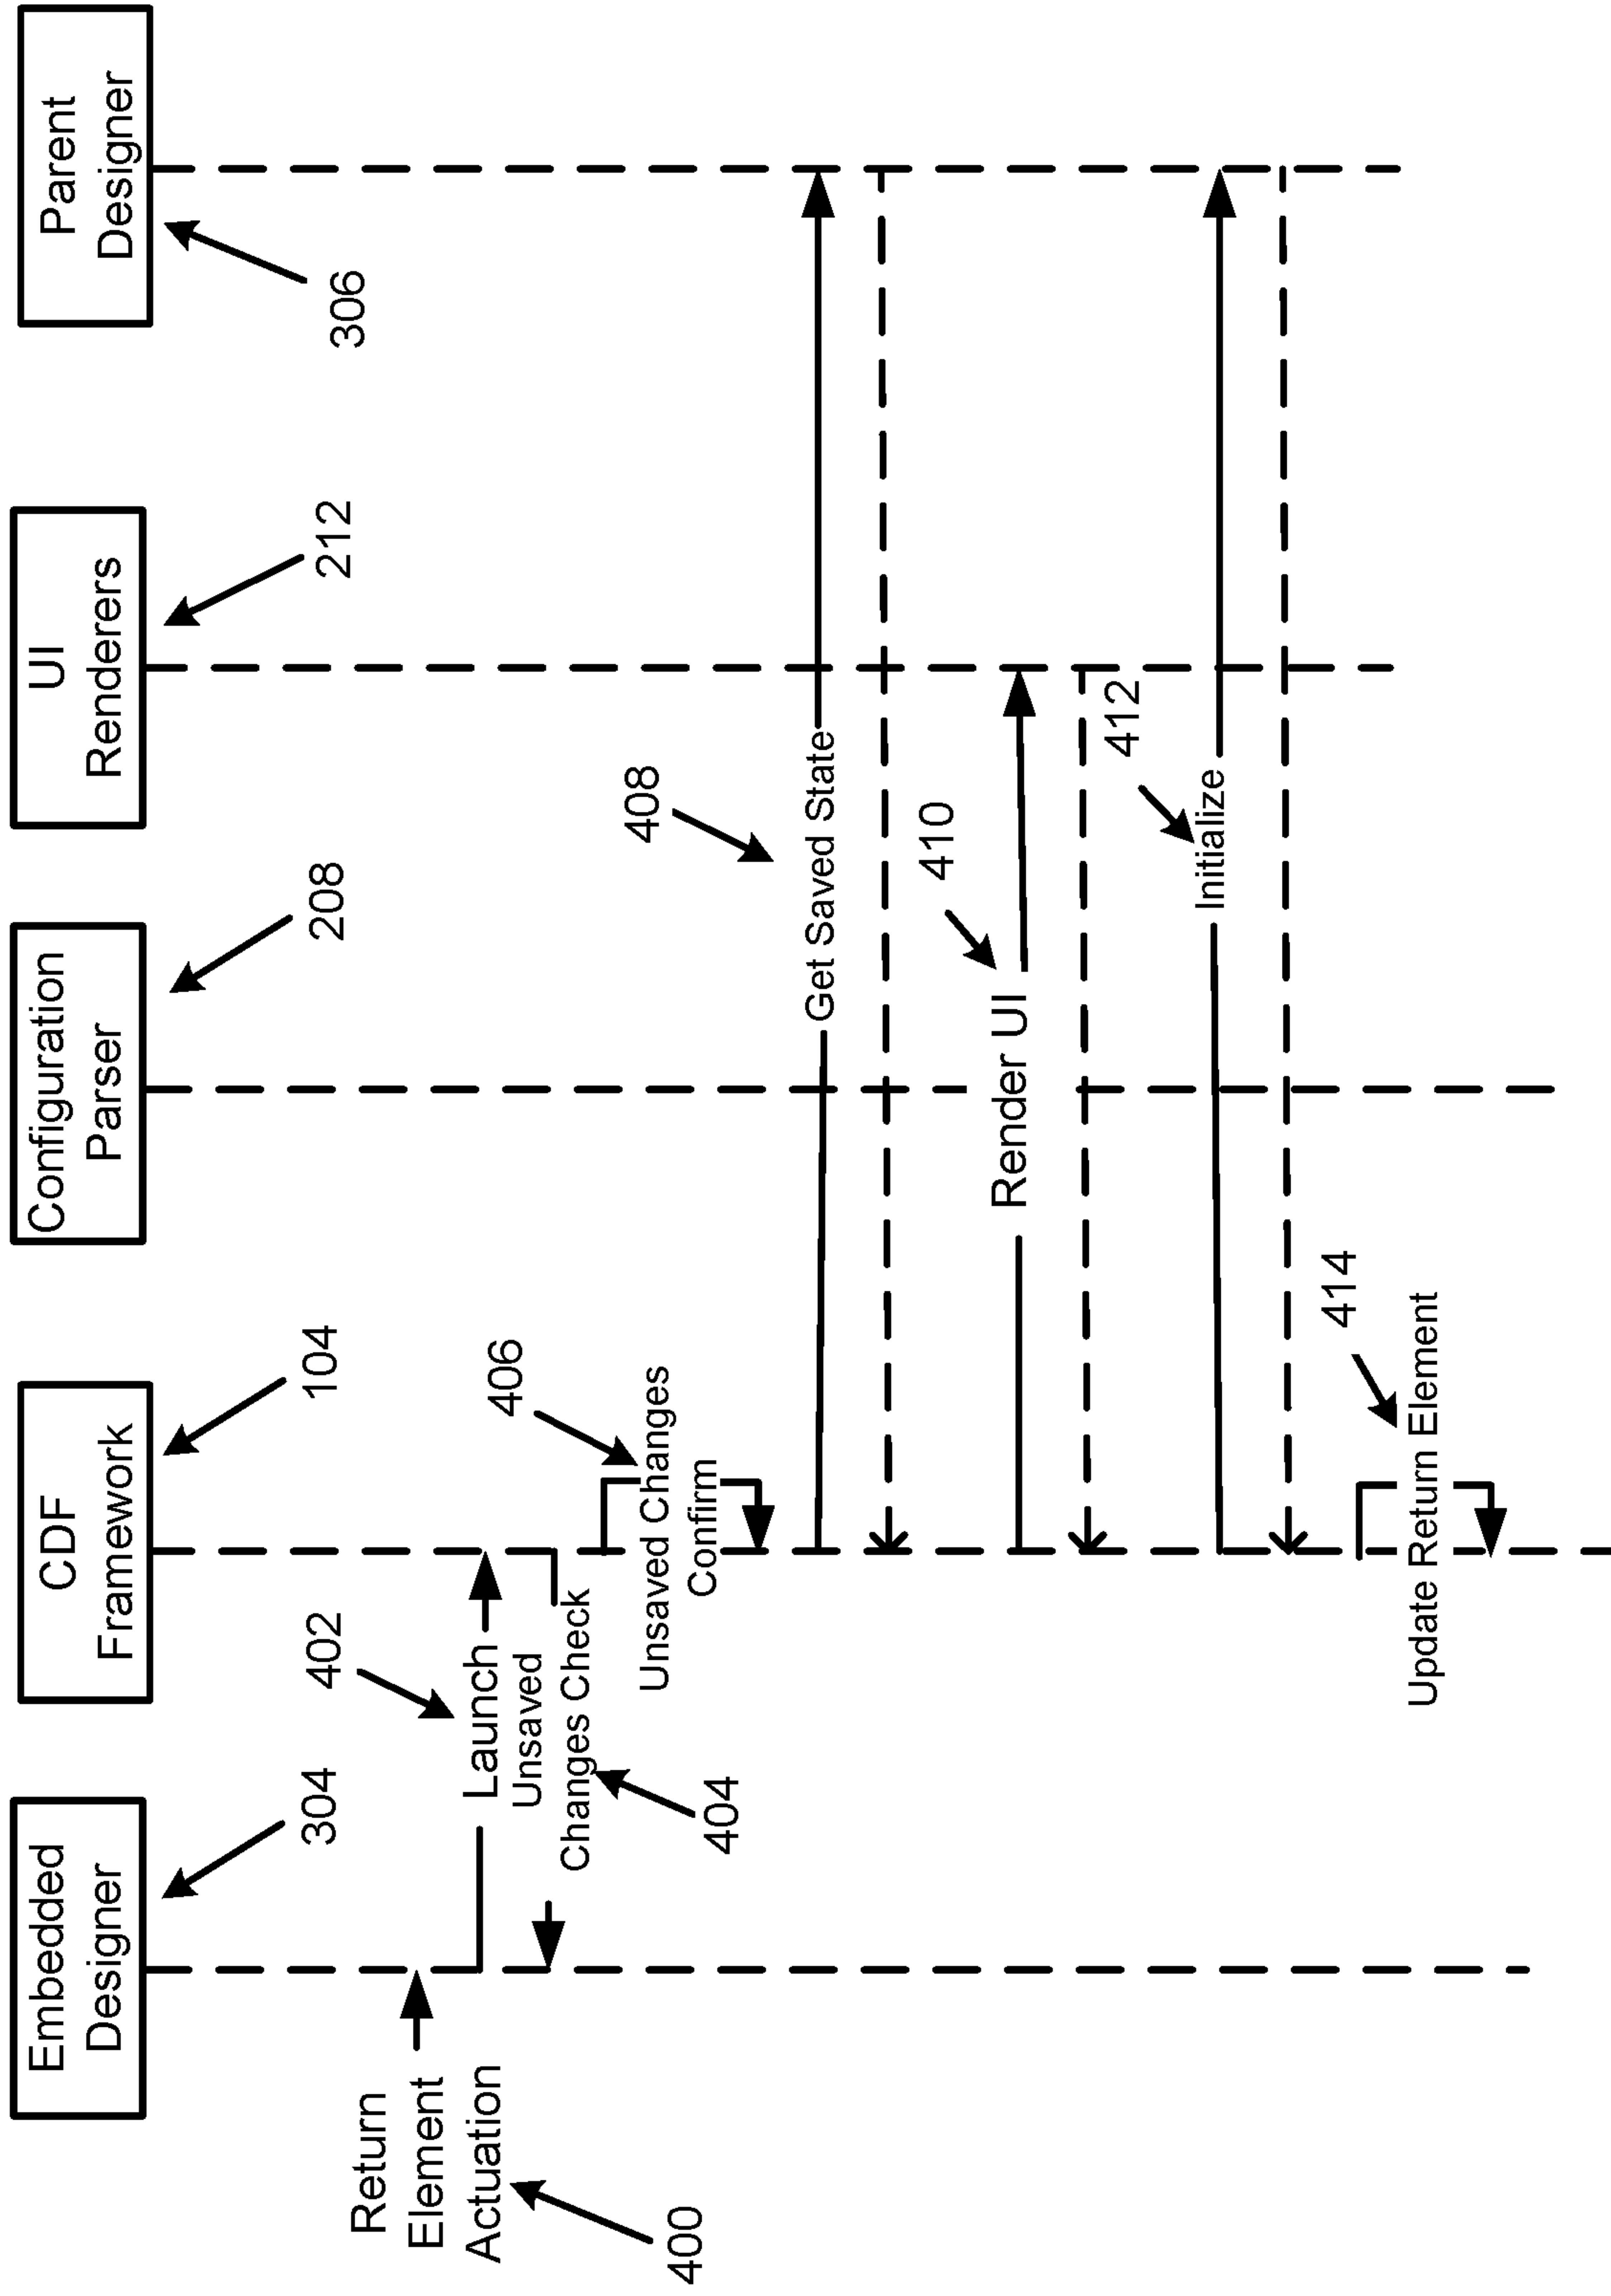 Embedded
Designer
304
CDF
Framework
104
Configuration
Parser
208
UI
Renderers
212
Parent
Designer
306
Return
Element
Actuation
400
Launch
402
Unsaved
Changes Check
404
Unsaved Changes
Confirm
406
Get Saved State
408
Render UI
410
Initialize
412
Update Return Element
414